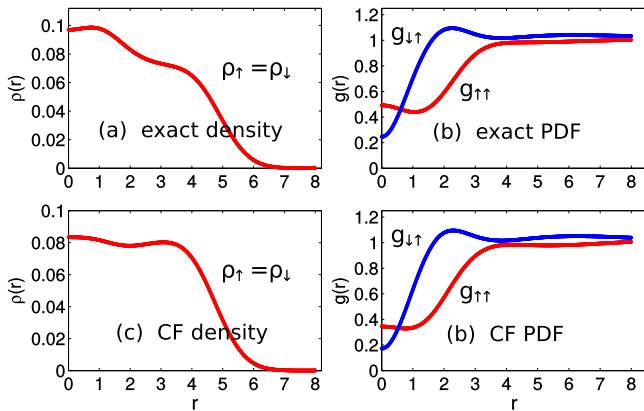 0.1
0.08
0.06
0.04
0.02
0
ρ(r)
ρ↑ =ρ↓
(a) exact density
0 1 2 3 4 5 6 7 8
1.2
1
0.8
0.6
0.4
0.2
0
g(r)
g↓↑
g↑↑
(b) exact PDF
0 1 2 3 4 5 6 7 8
0.1
0.08
0.06
0.04
0.02
0
ρ(r)
ρ↑ =ρ↓
(c) CF density
0 1 2 3 4 5 6 7 8
r
1.2
1
0.8
0.6
0.4
0.2
0
g(r)
g↓↑
g↑↑
(b) CF PDF
0 1 2 3 4 5 6 7 8
r